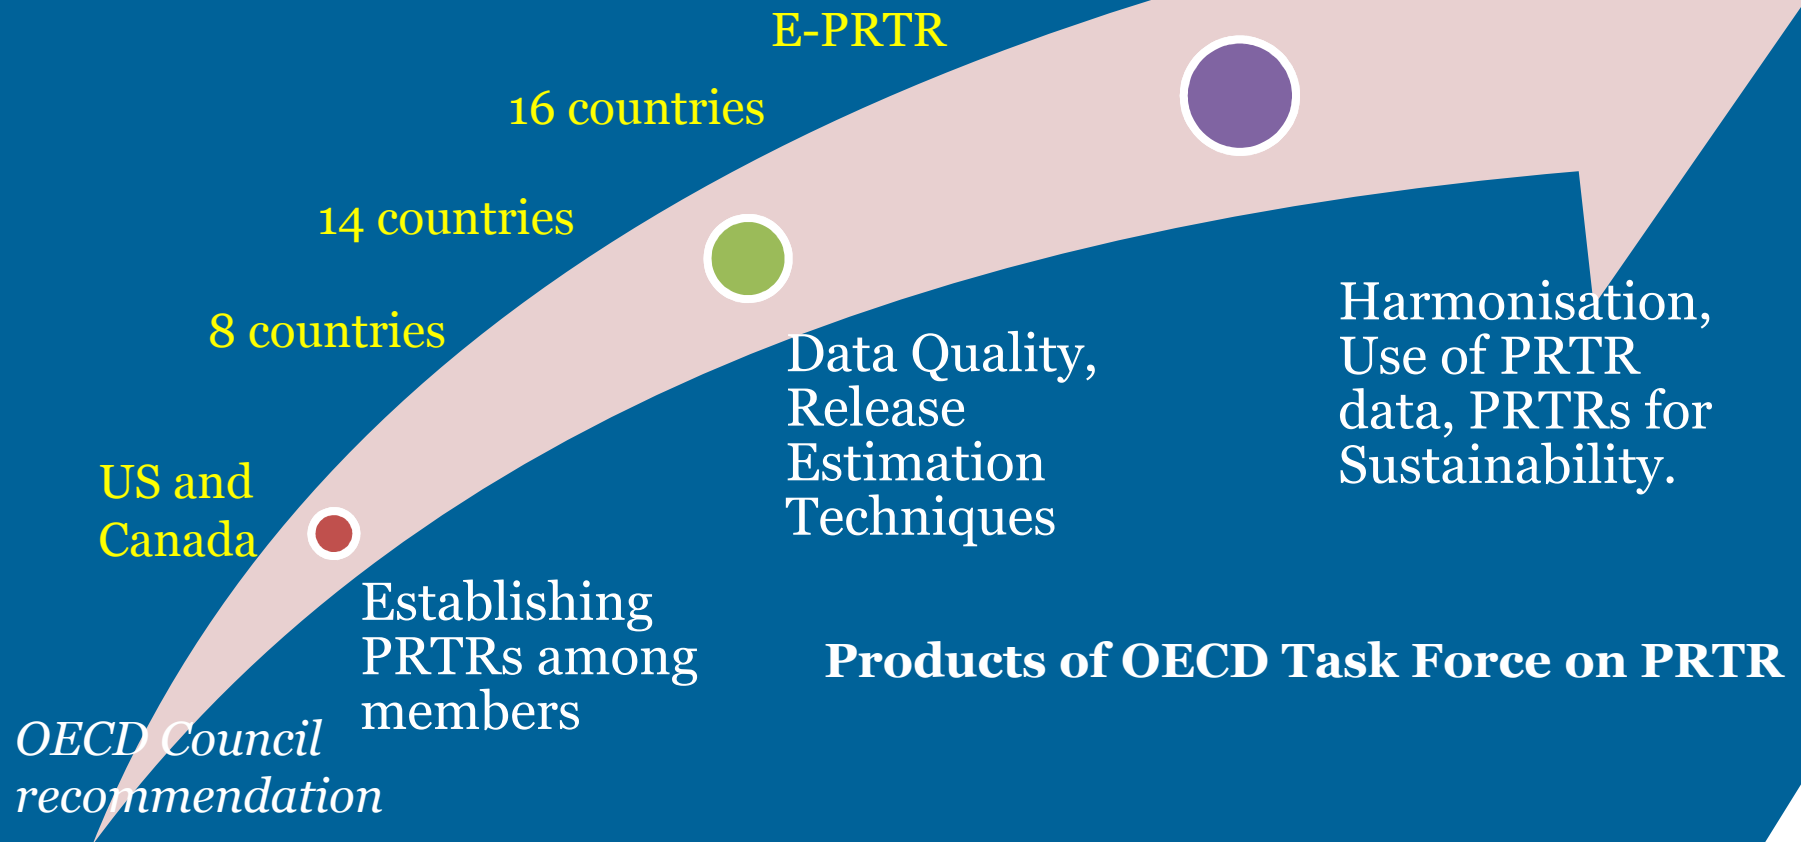 E-PRTR
16 countries
14 countries
8 countries
US and
Canada
OECD Council
recommendation
Establishing
PRTRs among
members
Data Quality,
Release
Estimation
Techniques
Harmonisation,
Use of PRTR
data, PRTRs for
Sustainability.
Products of OECD Task Force on PRTR